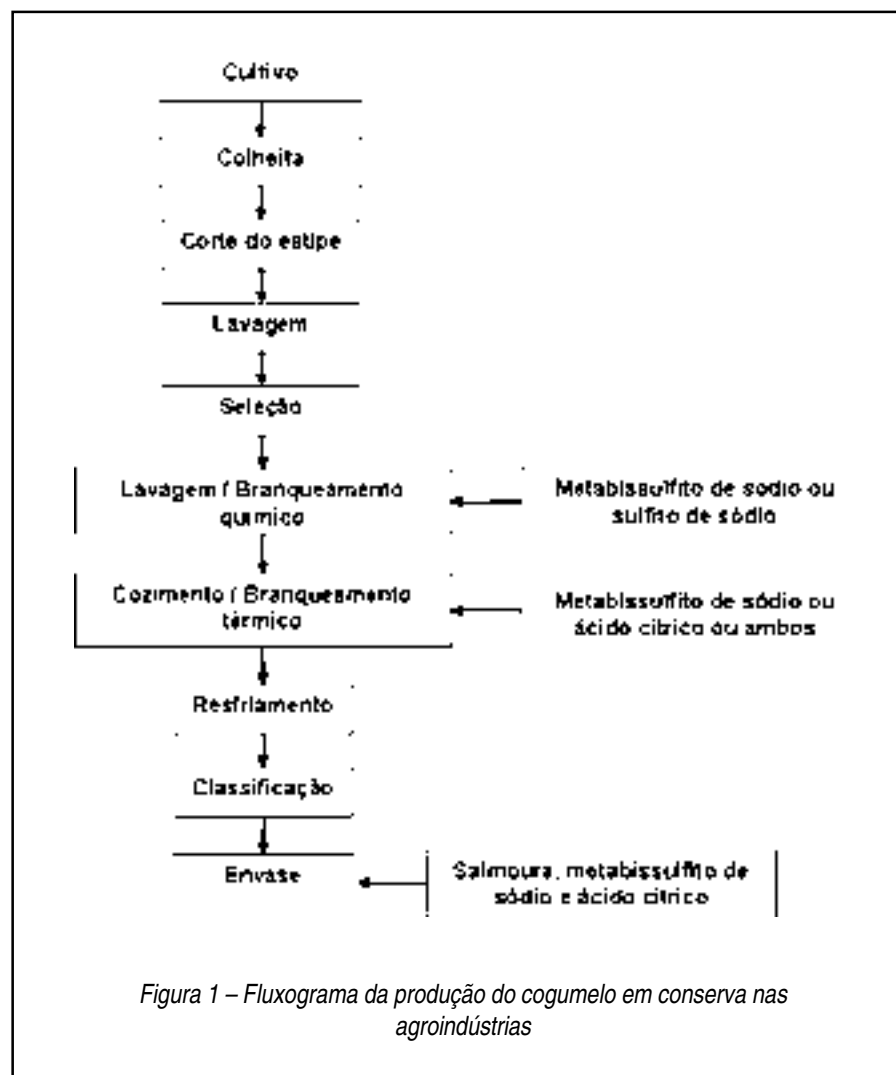 Cultivo
Colheita
Corte do estipe
Lavagem
Seleção
Lavagem / Branqueamento
químico
Metabissulfito de sódio ou
sulfito de sódio
Cozimento / Branqueamento
térmico
Metabissulfito de sódio ou
ácido cítrico ou ambos
Resfriamento
Classificação
Envase
Salmoura, metabissulfito de
sódio e ácido cítrico
Figura 1 – Fluxograma da produção do cogumelo em conserva nas
agroindústrias